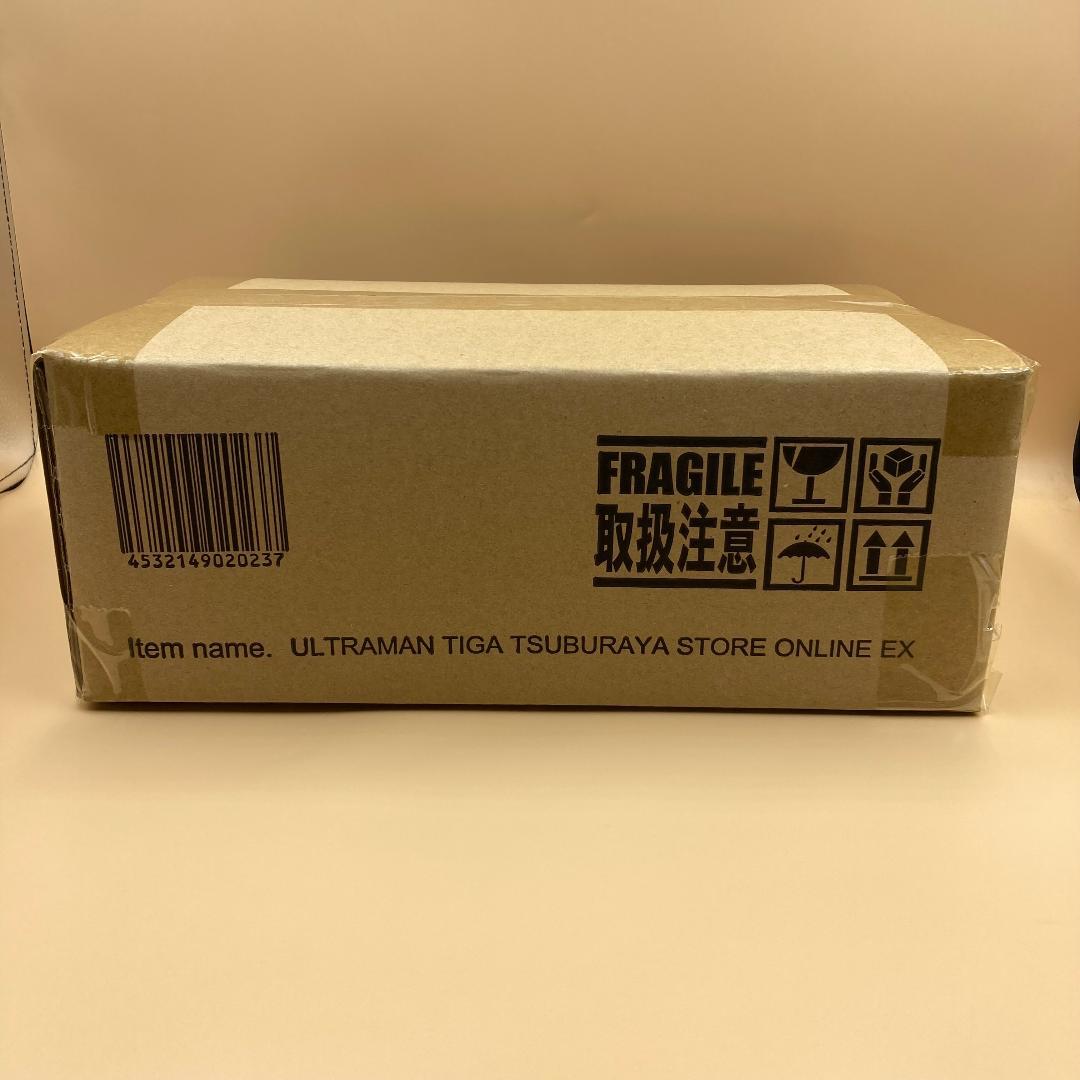 4532149020237
FRAGILE
取扱注意
Item name. ULTRAMAN TIGA TSUBURAYA STORE ONLINE EX